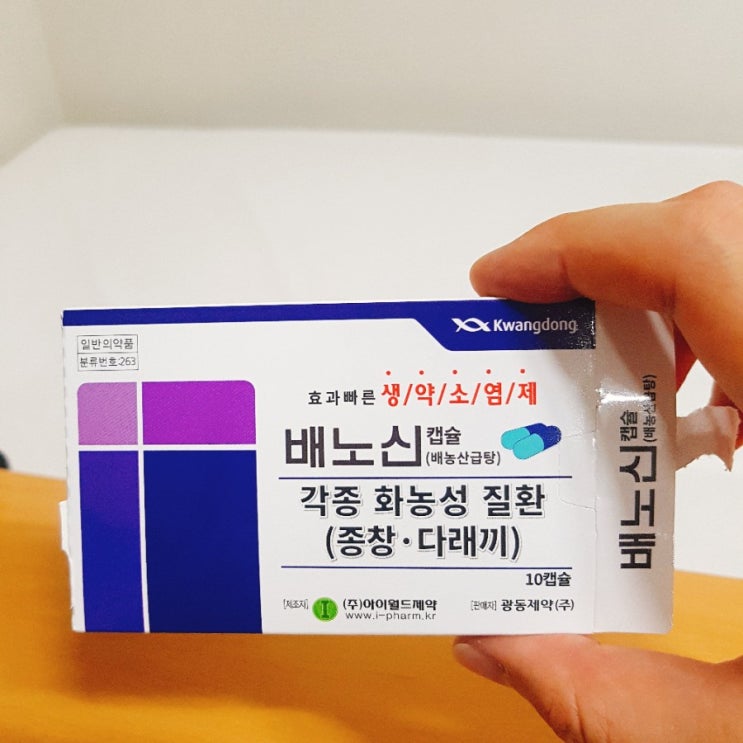 Kwangdong
일반의약품
분류번호:263
효과빠른 생/약/소/염/제
배노신 캡슐
(배농산급탕)
각종 화농성 질환
(종창·다래끼)
10캡슐
[제조자] (주)아이월드제약
www.i-pharm.kr
[판매자] 광동제약(주)
배노신 캡슐
(배농산급탕)